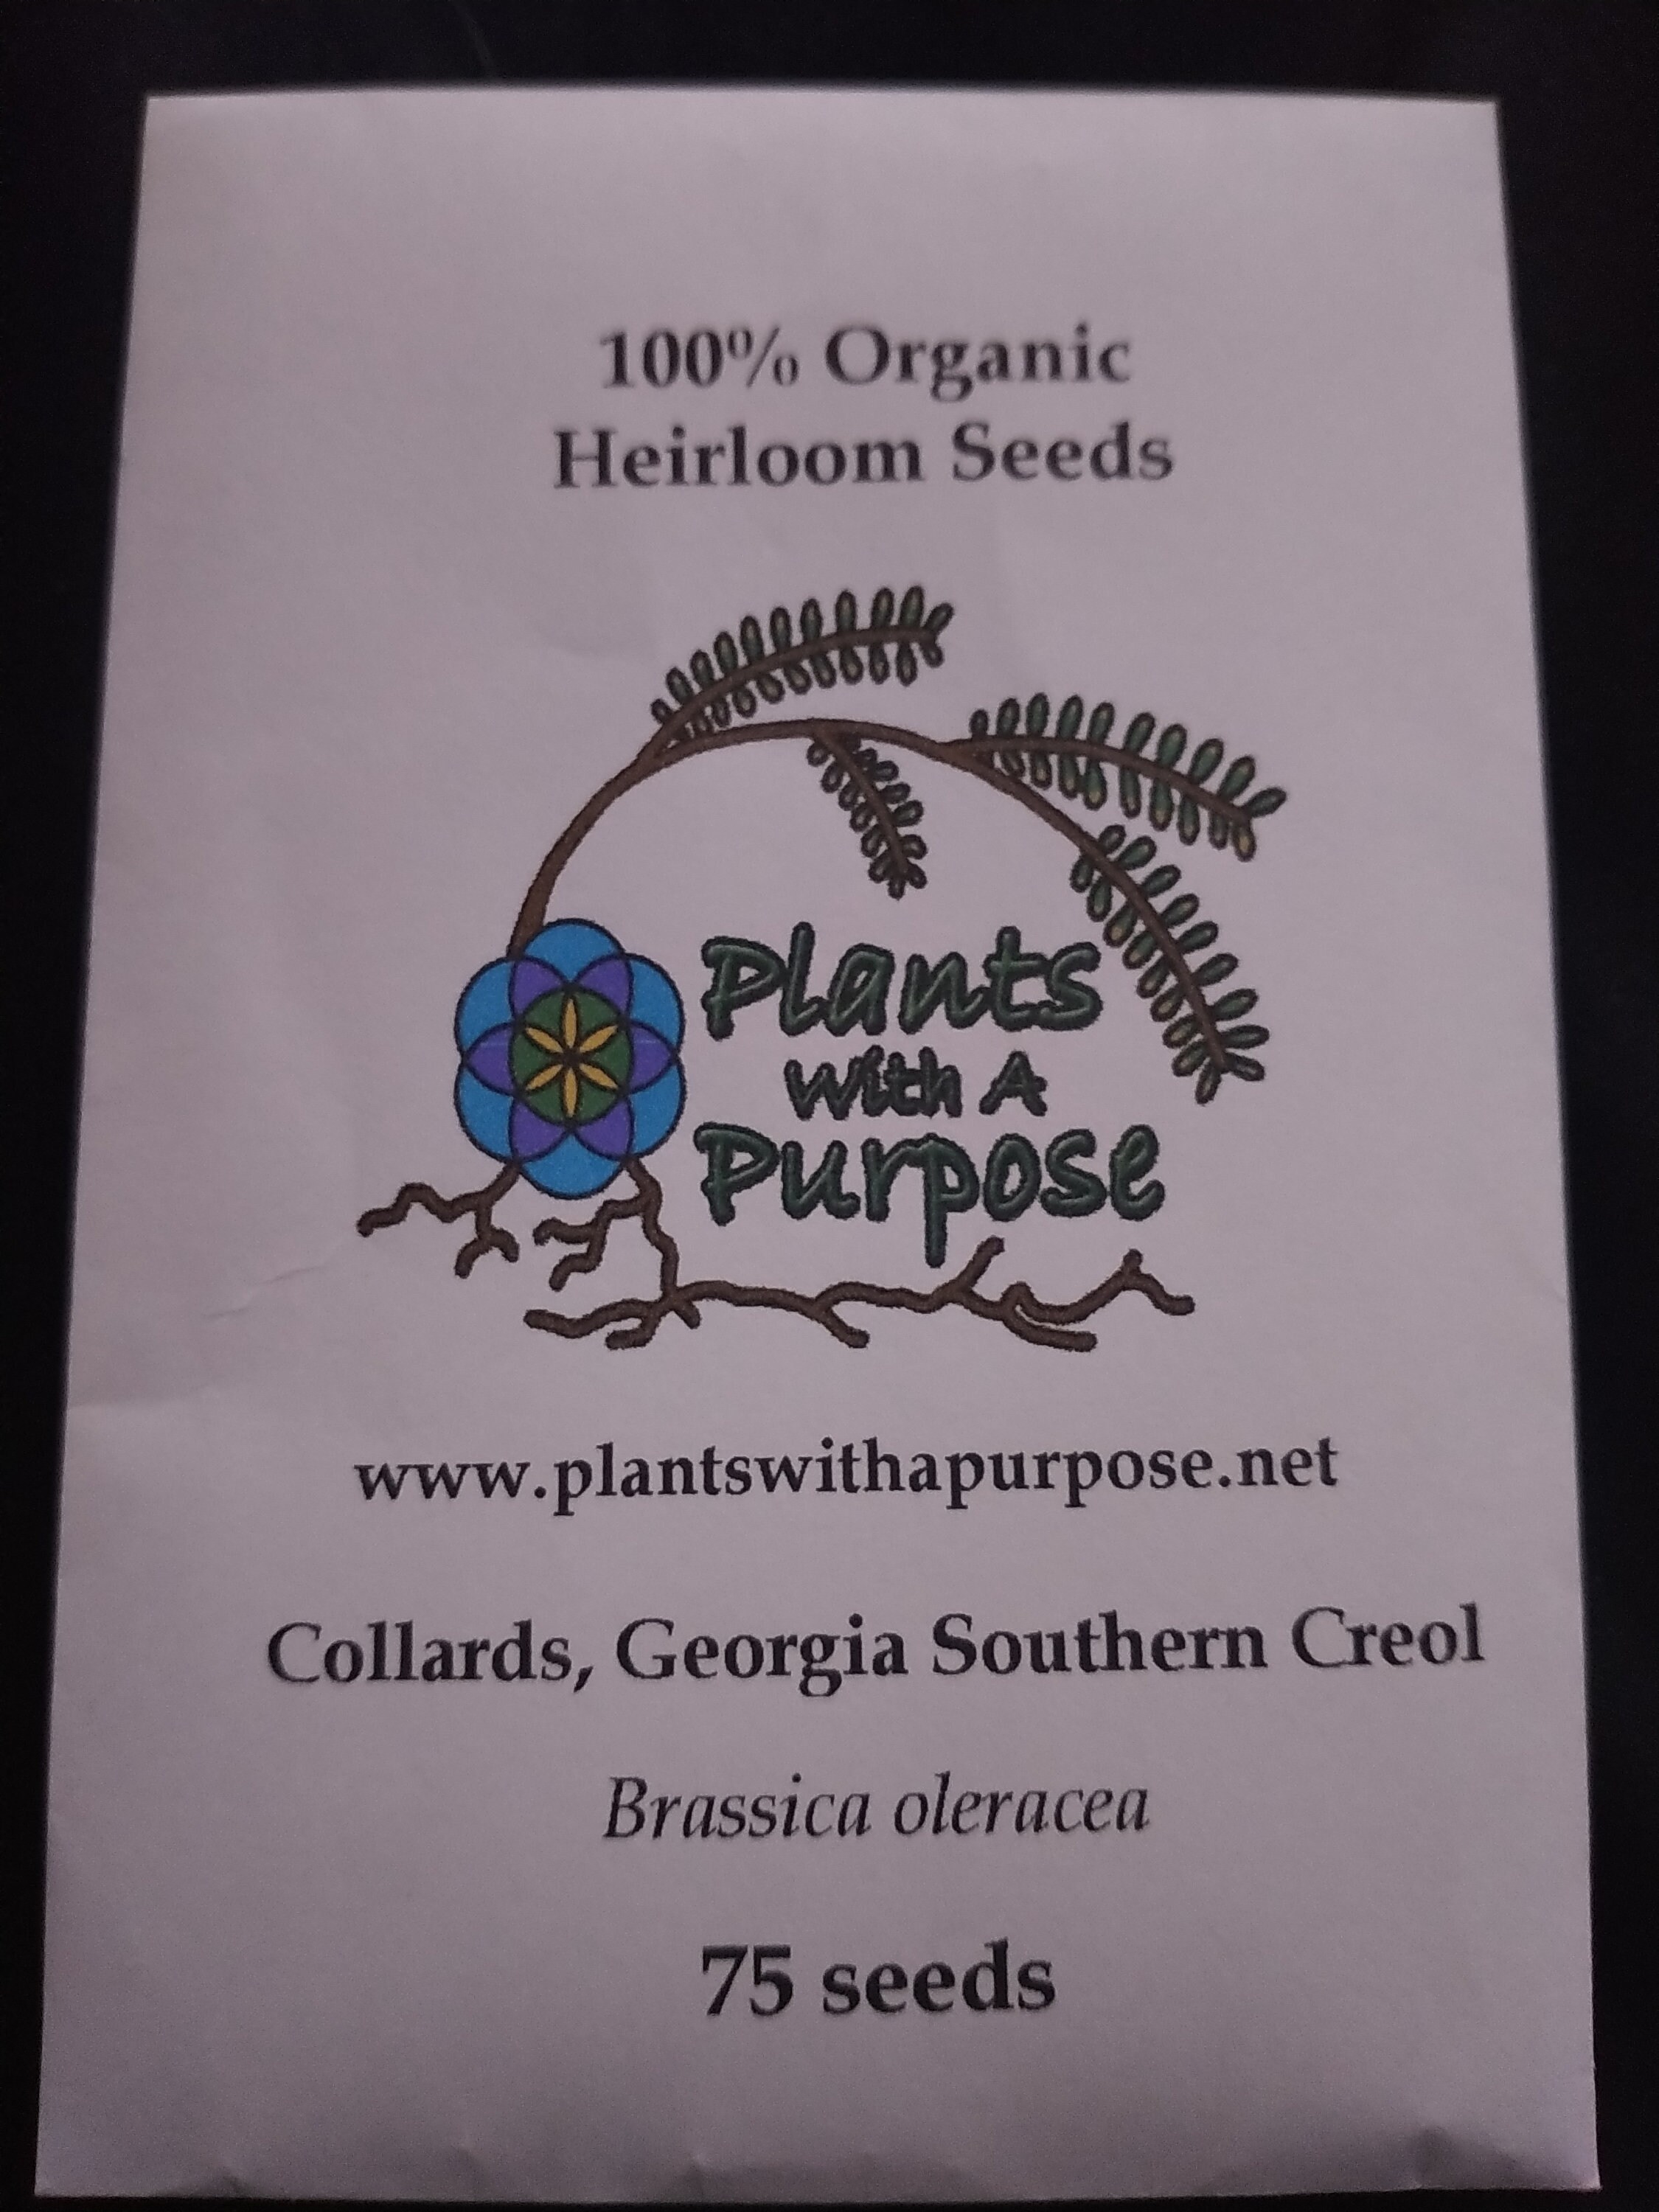 100% Organic
Heirloom Seeds
Plants
with A
Purpose
www.plantswithapurpose.net
Collards, Georgia Southern Creol
Brassica oleracea
75 seeds